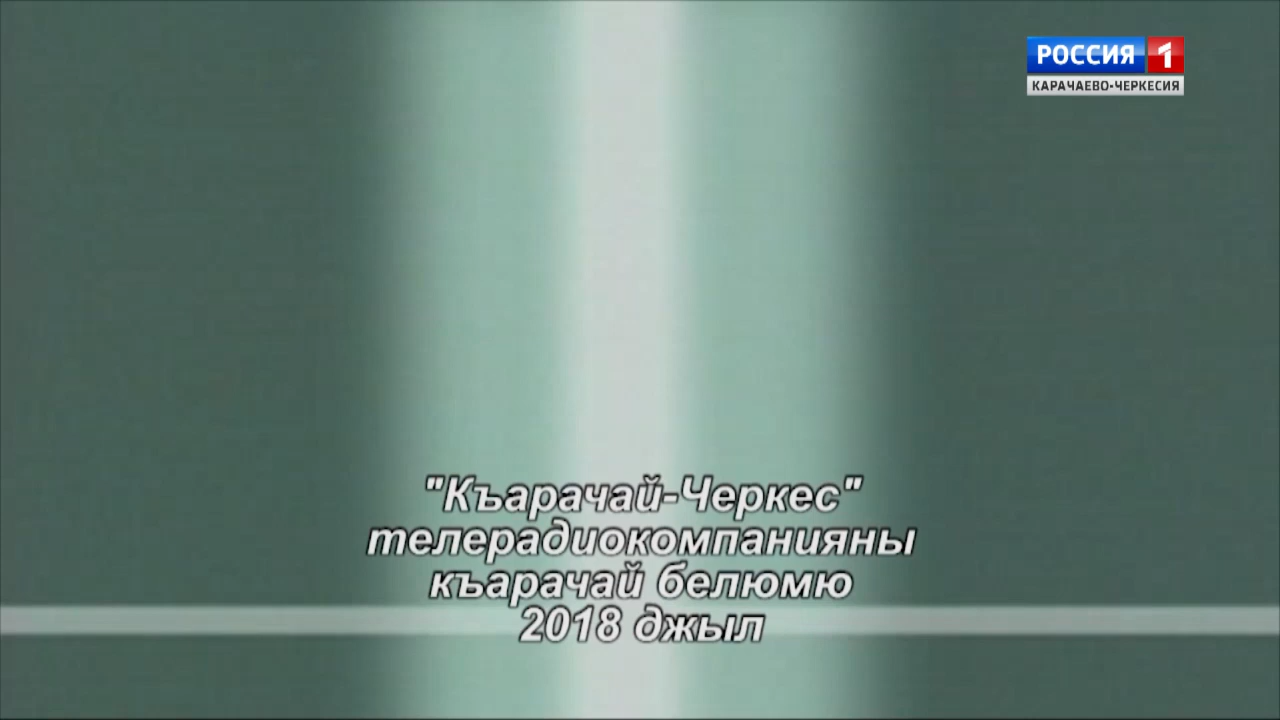 РОССИЯ 1
КАРАЧАЕВО-ЧЕРКЕСИЯ
"Къарачай-Черкес"
телерадиокомпанияны
къарачай белюмю
2018 джыл